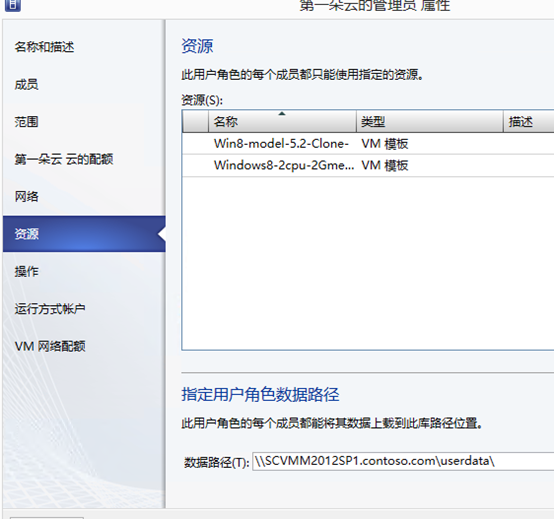 第一朵云的管理员 属性
名称和描述
成员
范围
第一朵云 云的配额
网络
资源
操作
运行方式帐户
VM 网络配额
资源
此用户角色的每个成员都只能使用指定的资源。
资源(S):
名称 类型 描述
Win8-model-5.2-Clone- VM 模板
Windows8-2cpu-2Gme... VM 模板
指定用户角色数据路径
此用户角色的每个成员都能将其数据上载到此库路径位置。
数据路径(T): \\SCVMM2012SP1.contoso.com\userdata\